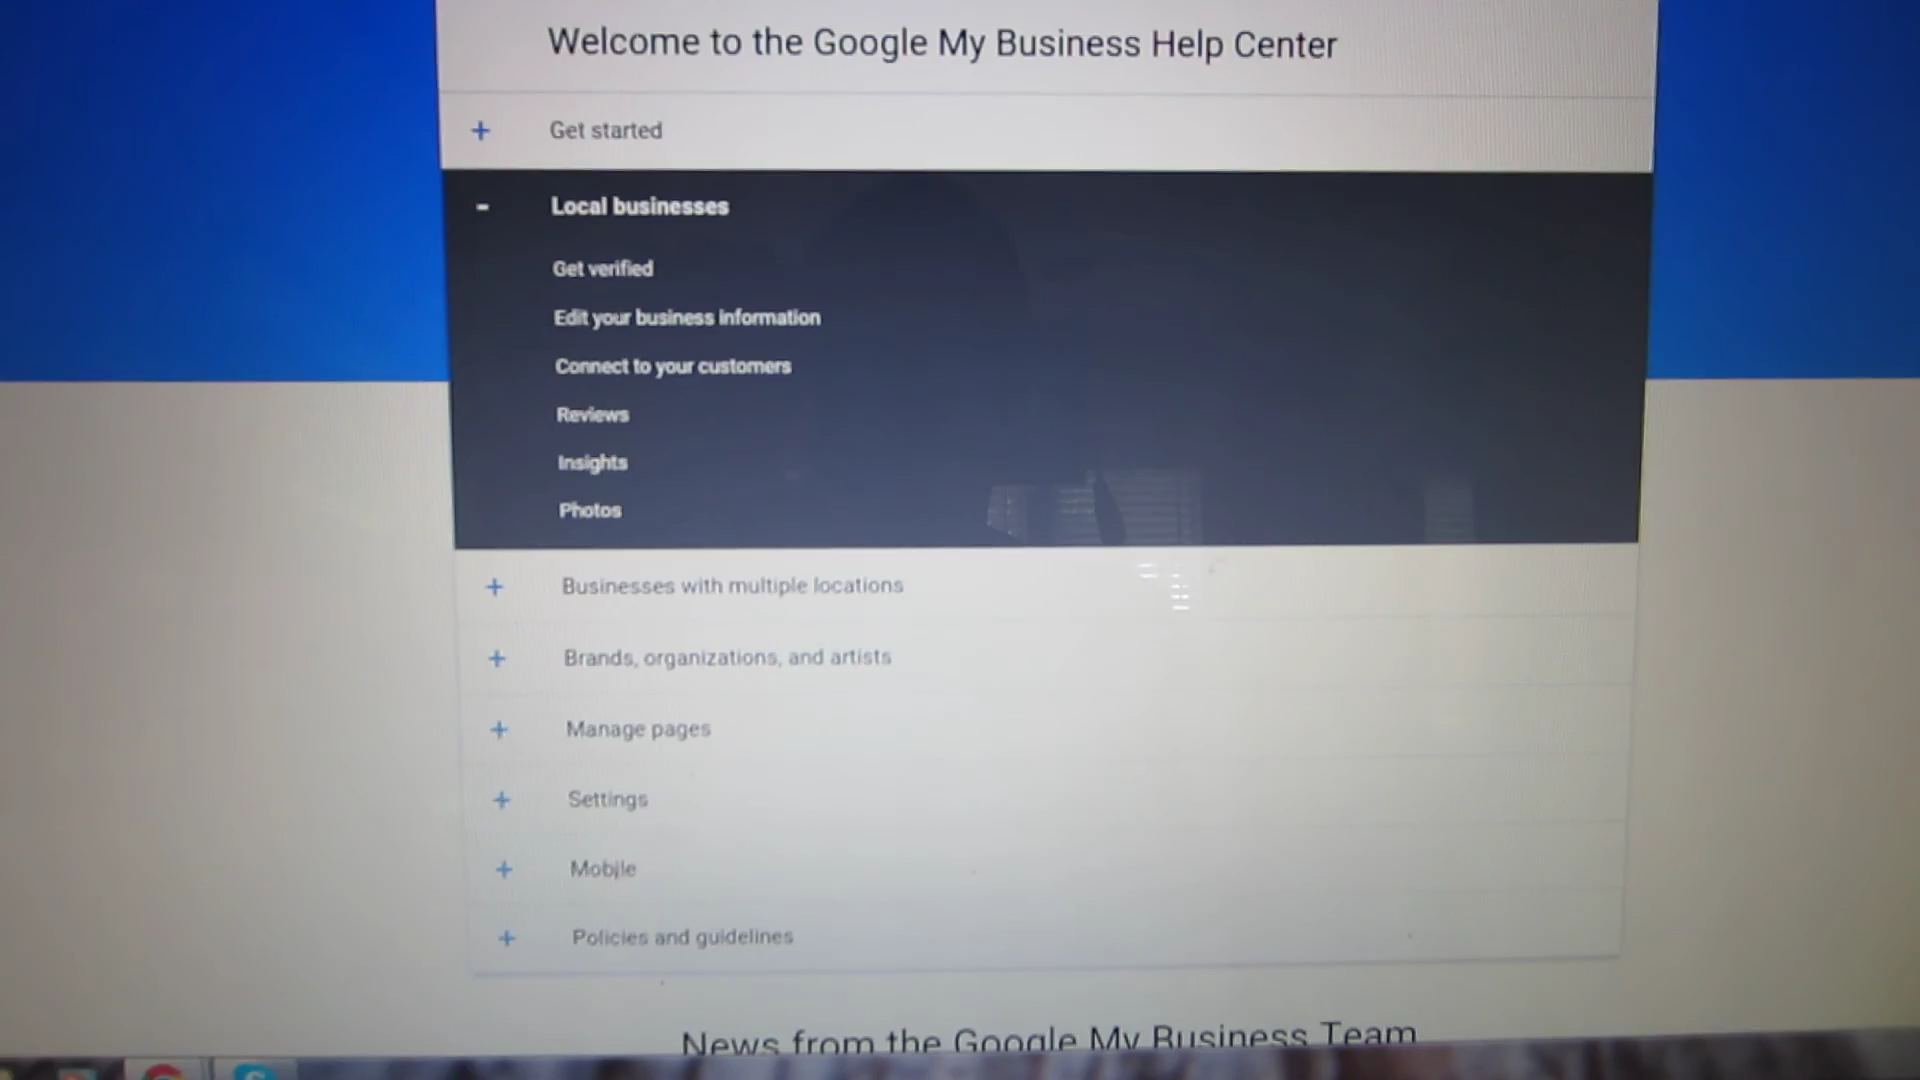 Welcome to the Google My Business Help Center
+ Get started
- Local businesses
Get verified
Edit your business information
Connect to your customers
Reviews
Insights
Photos
+ Businesses with multiple locations
+ Brands, organizations, and artists
+ Manage pages
+ Settings
+ Mobile
+ Policies and guidelines
News from the Google My Business Team